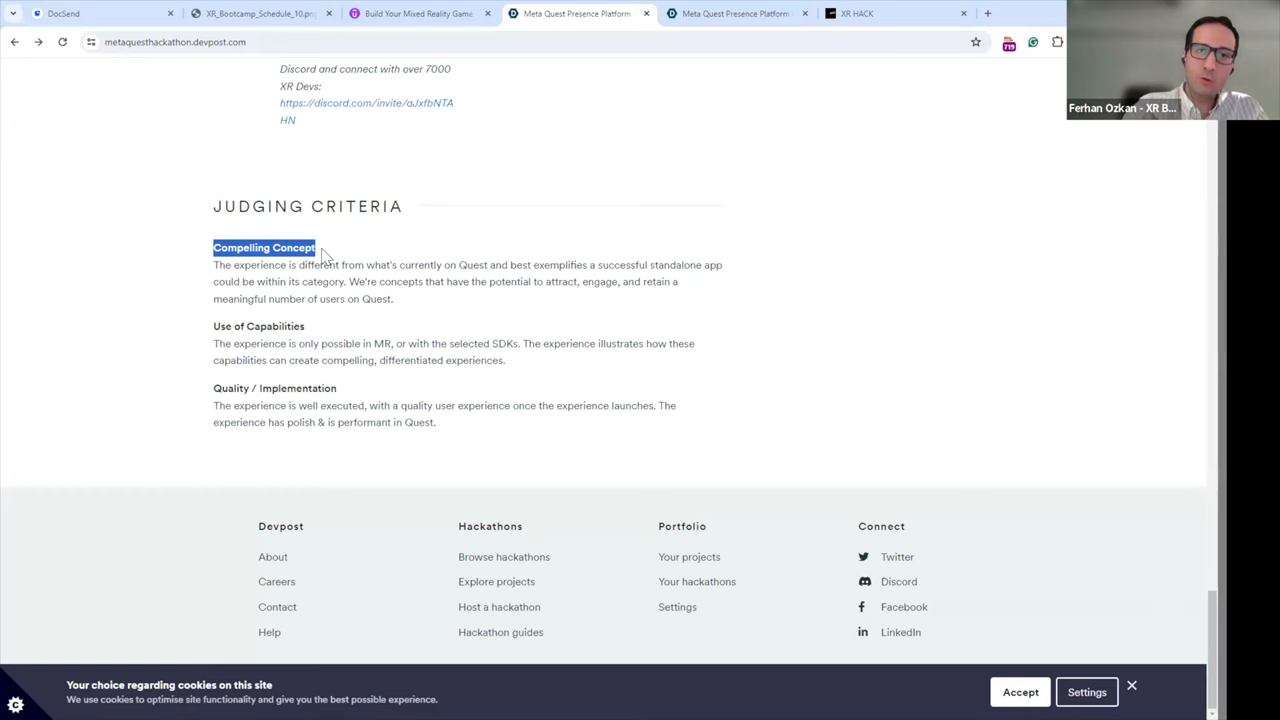 DocSend
XR_Bootcamp_Schedule_10.pn
Build Your Mixed Reality Game
Meta Quest Presence Platform
Meta Quest Presence Platform
XR HACK
metaquesthackathon.devpost.com
719
Ferhan Ozkan - XR B...
Discord and connect with over 7000
XR Devs:
https://discord.com/invite/aJxfbNTA
HN
JUDGING CRITERIA
Compelling Concept
The experience is different from what's currently on Quest and best exemplifies a successful standalone app
could be within its category. We're concepts that have the potential to attract, engage, and retain a
meaningful number of users on Quest.
Use of Capabilities
The experience is only possible in MR, or with the selected SDKs. The experience illustrates how these
capabilities can create compelling, differentiated experiences.
Quality / Implementation
The experience is well executed, with a quality user experience once the experience launches. The
experience has polish & is performant in Quest.
Devpost
Hackathons
Portfolio
Connect
About
Browse hackathons
Your projects
Twitter
Careers
Explore projects
Your hackathons
Discord
Contact
Host a hackathon
Settings
Facebook
Help
Hackathon guides
LinkedIn
Your choice regarding cookies on this site
We use cookies to optimise site functionality and give you the best possible experience.
Accept
Settings